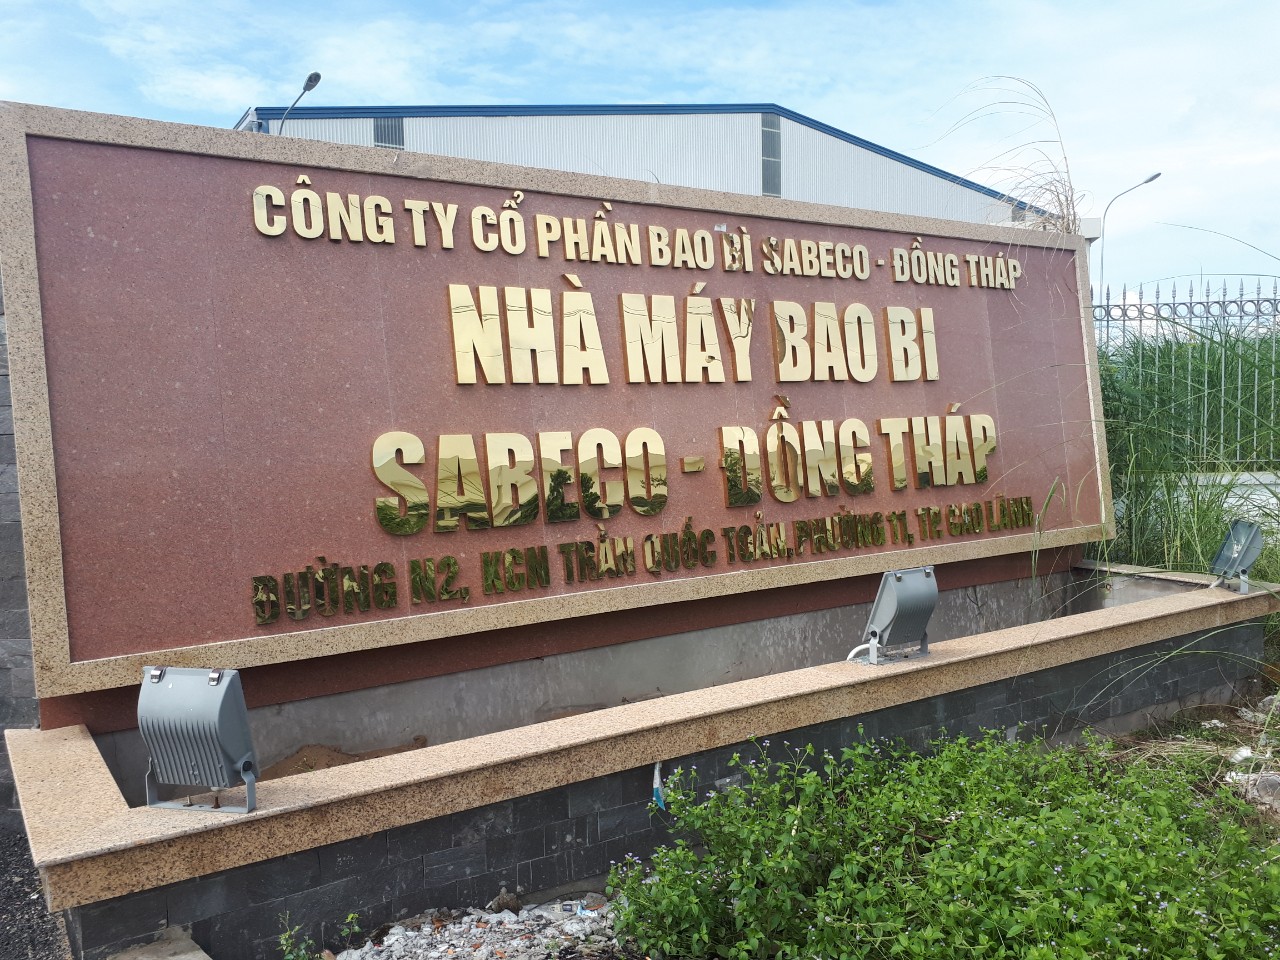 CÔNG TY CỔ PHẦN BAO BÌ SABECO - ĐỒNG THÁP
NHÀ MÁY BAO BI
SABECO - ĐỒNG THÁP
ĐƯỜNG N2, KCN TRẦN QUỐC TOẢN, PHƯỜNG 11, TP. CAO LÃNH